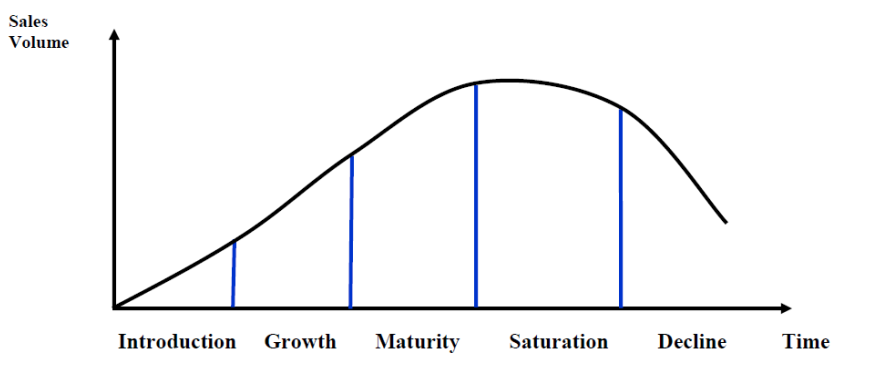 Sales
Volume
Introduction Growth Maturity Saturation Decline Time